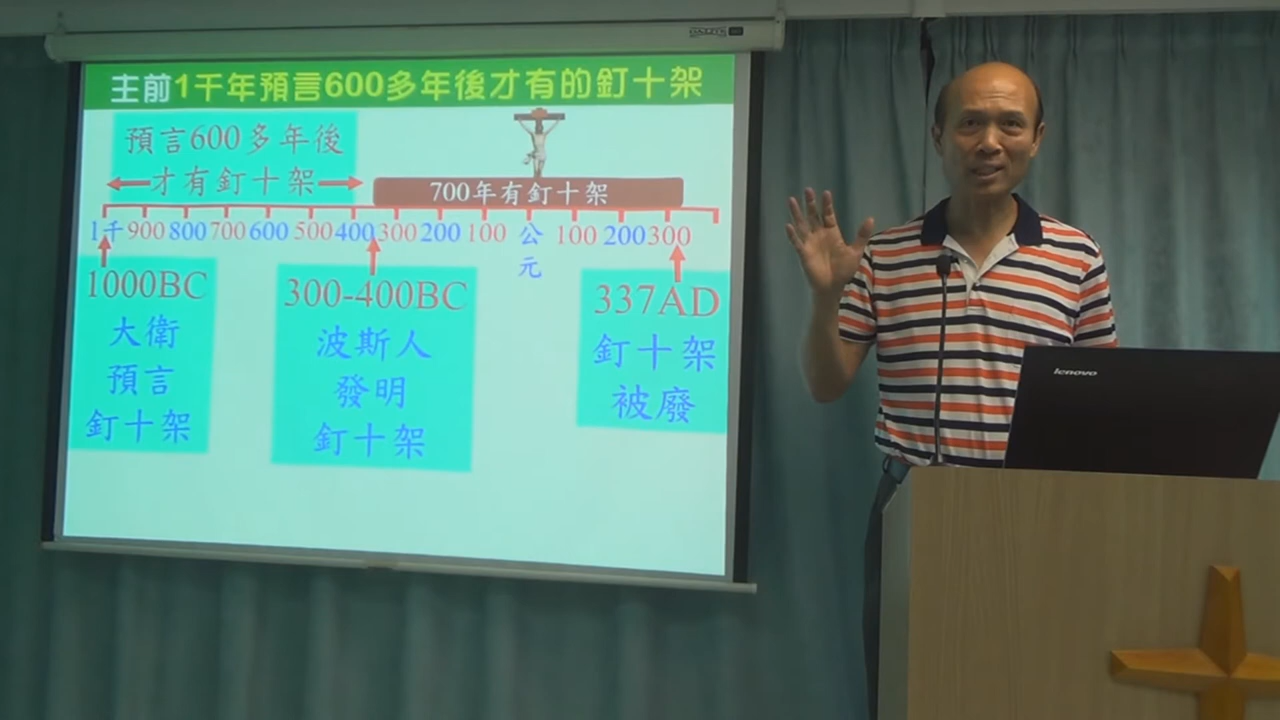 主前1千年預言600多年後才有的釘十架
預言600多年後
才有釘十架
700年有釘十架
1千 900 800 700 600 500 400 300 200 100 公元 100 200 300
1000BC
大衛
預言
釘十架
300-400BC
波斯人
發明
釘十架
337AD
釘十架
被廢
lenovo